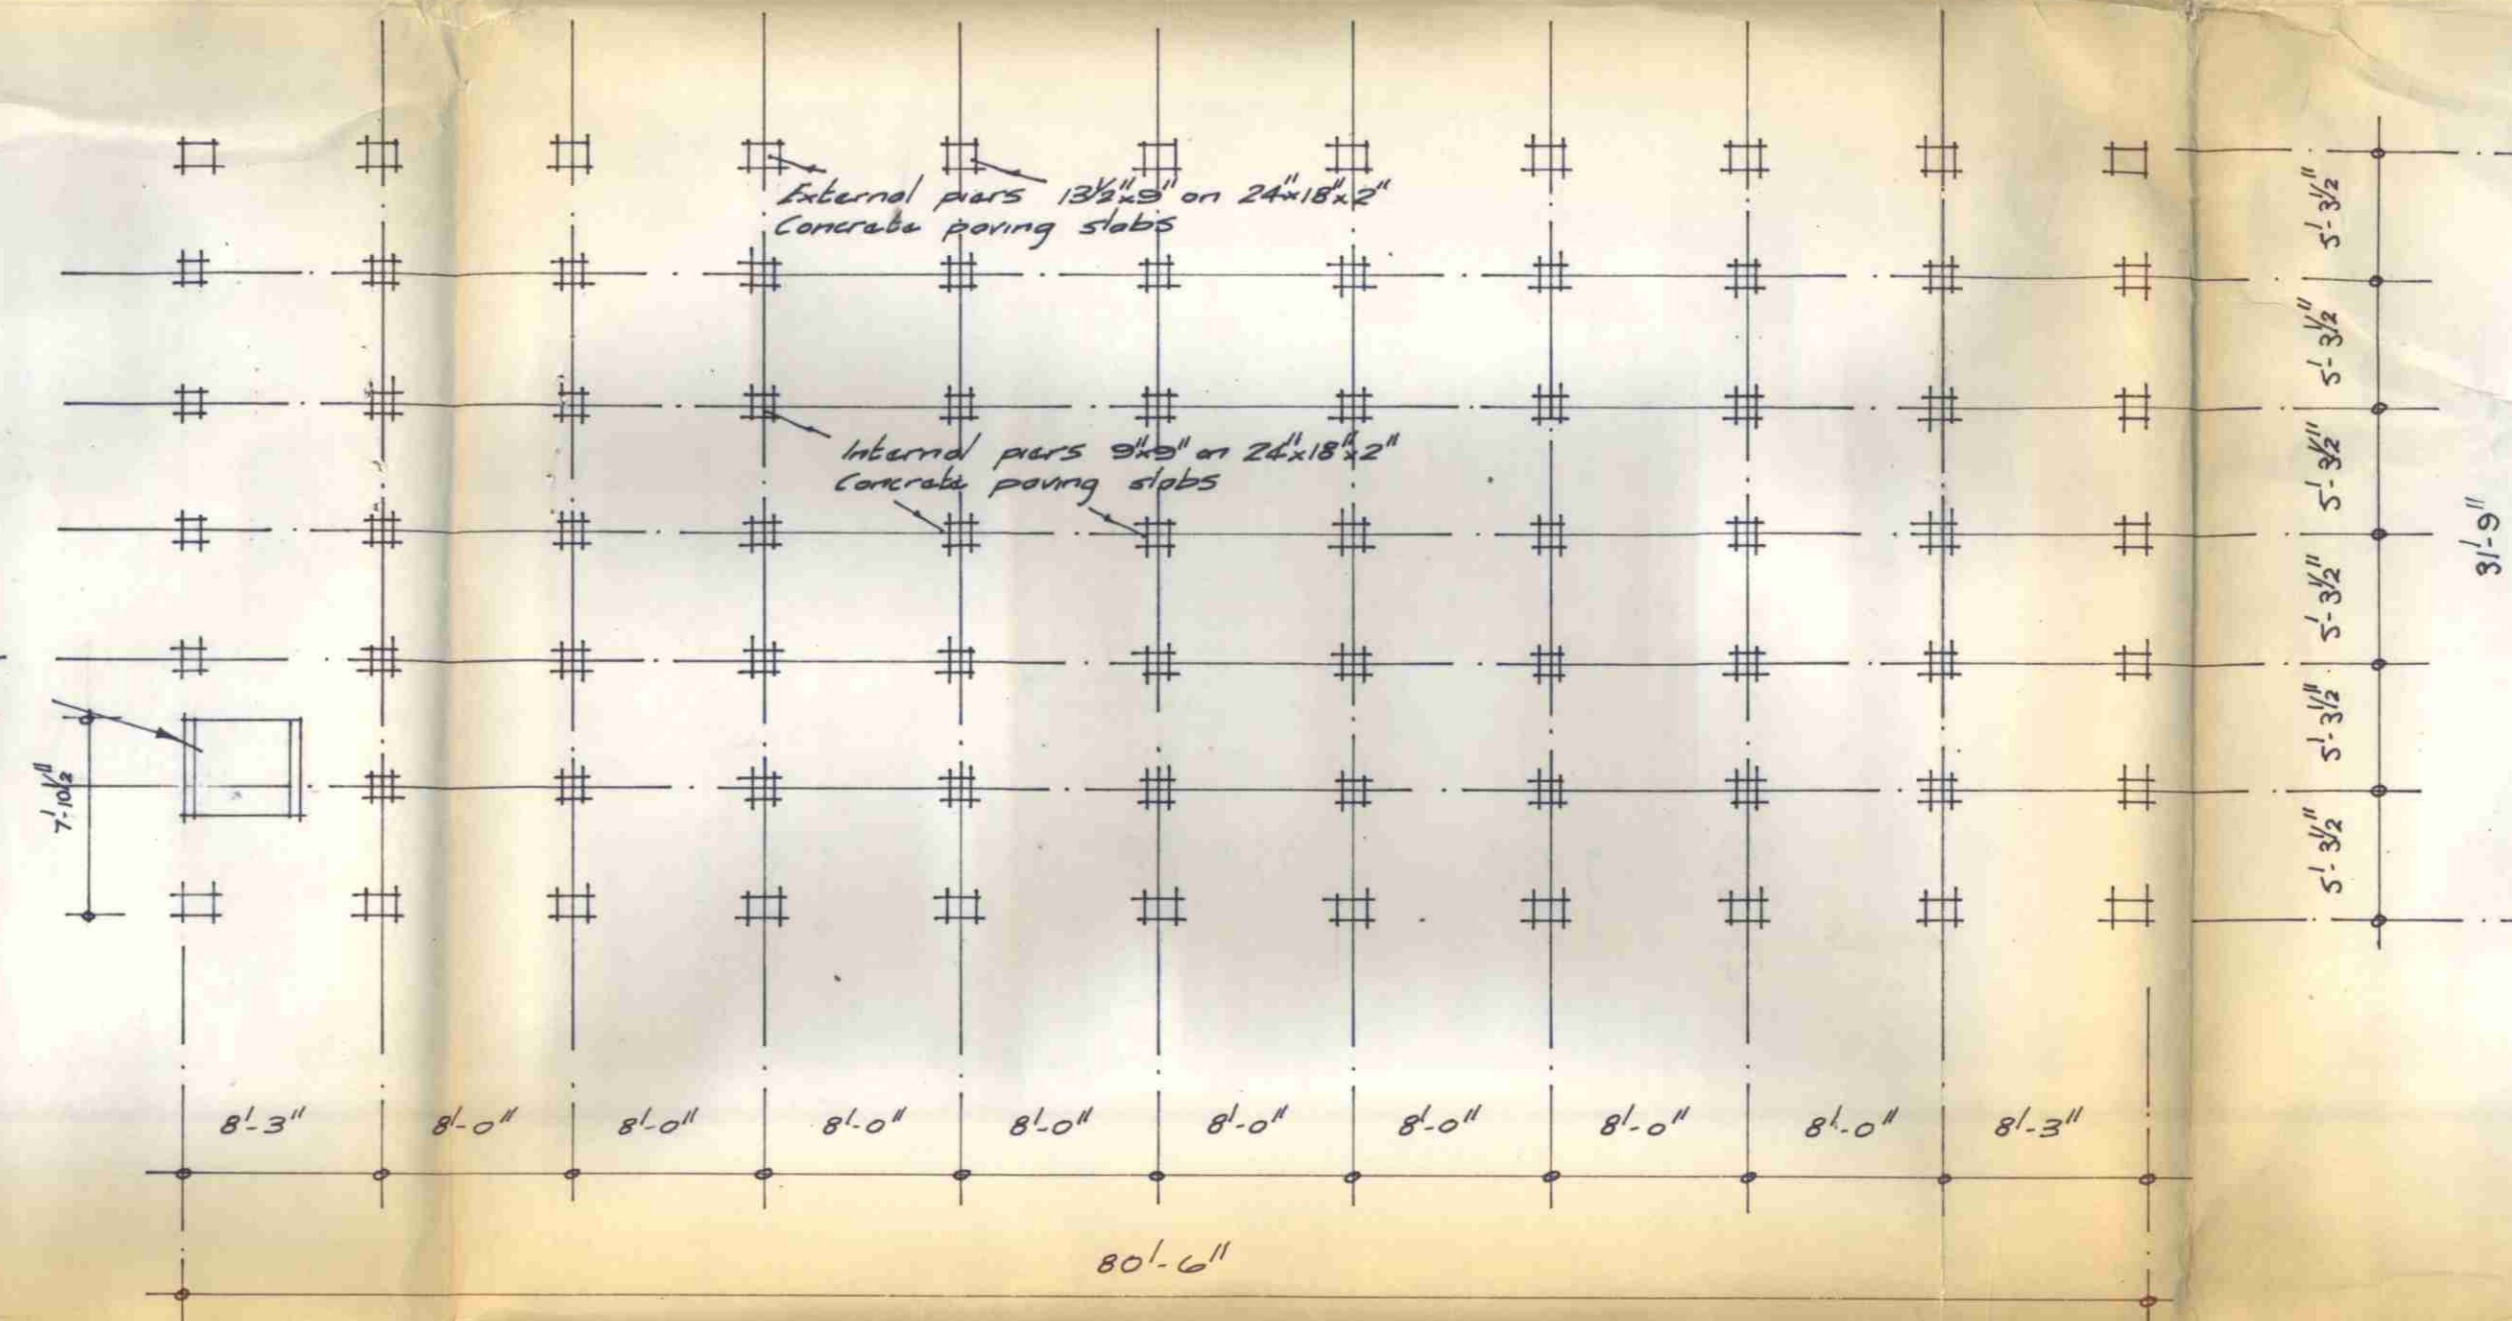 External piers 13½"x9" on 24"x18"x2"
Concrete paving slabs
Internal piers 9"x9" on 24"x18"x2"
Concrete paving slabs
5'-3½"
5'-3½"
5'-3½"
5'-3½"
5'-3½"
5'-3½"
31'-9"
7'-10½"
8'-3" 8'-0" 8'-0" 8'-0" 8'-0" 8'-0" 8'-0" 8'-0" 8'-0" 8'-3"
80'-6"